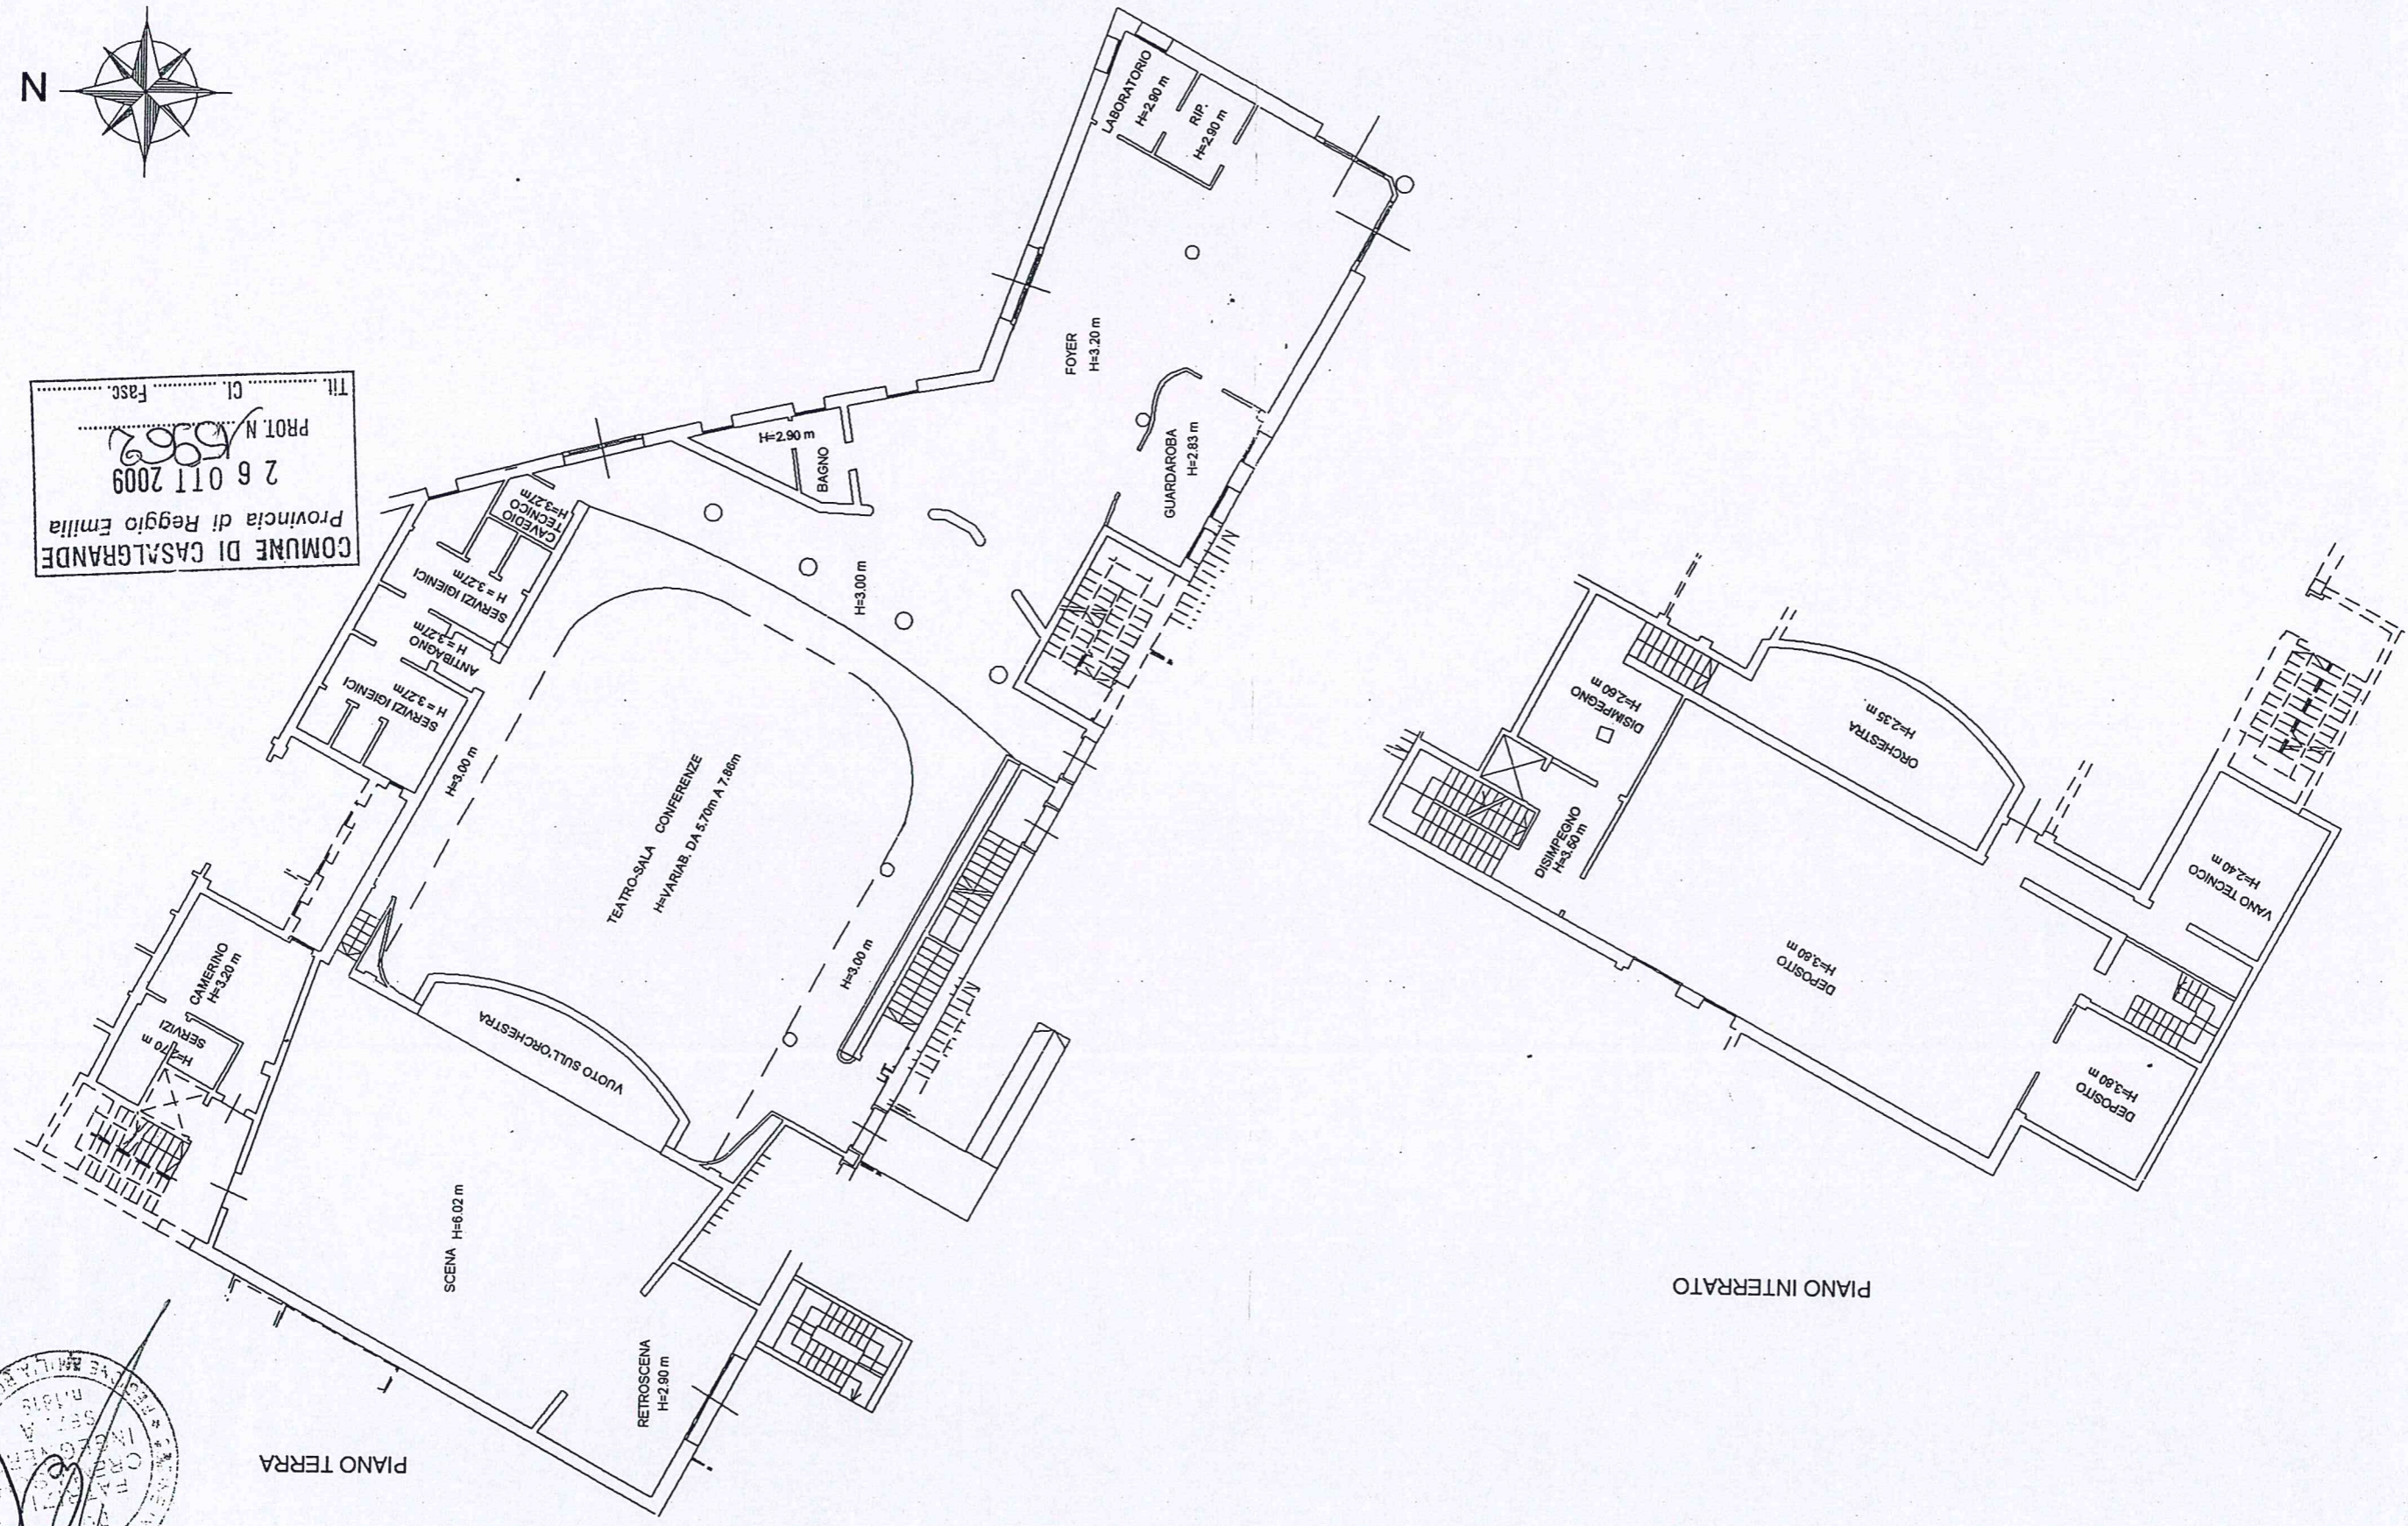 N
COMUNE DI CASALGRANDE
Provincia di Reggio Emilia
26 OTT 2009
PROT. N. 15962
Tit. ............ Cl. ............ Fasc. ............
LABORATORIO
H=2.90 m
RIP.
H=2.90 m
FOYER
H=3.20 m
GUARDAROBA
H=2.83 m
H=2.90 m
BAGNO
CAVEDIO
TECNICO
H=3.27m
SERVIZI IGIENICI
H = 3.27m
ANTIBAGNO
H = 3.27m
SERVIZI IGIENICI
H = 3.27m
H=3.00 m
H=3.00 m
TEATRO-SALA CONFERENZE
H=VARIAB. DA 5.70m A 7.86m
H=3.00 m
CAMERINO
H=3.20 m
SERVIZI
H=2.70 m
VUOTO SULL'ORCHESTRA
SCENA H=6.02 m
RETROSCENA
H=2.90 m
PIANO TERRA
DISIMPEGNO
H=2.60 m
ORCHESTRA
H=2.35 m.
DISIMPEGNO
H=3.60 m
VANO TECNICO
H=2.40 m
DEPOSITO
H=3.80 m
DEPOSITO
H=3.80 m
PIANO INTERRATO